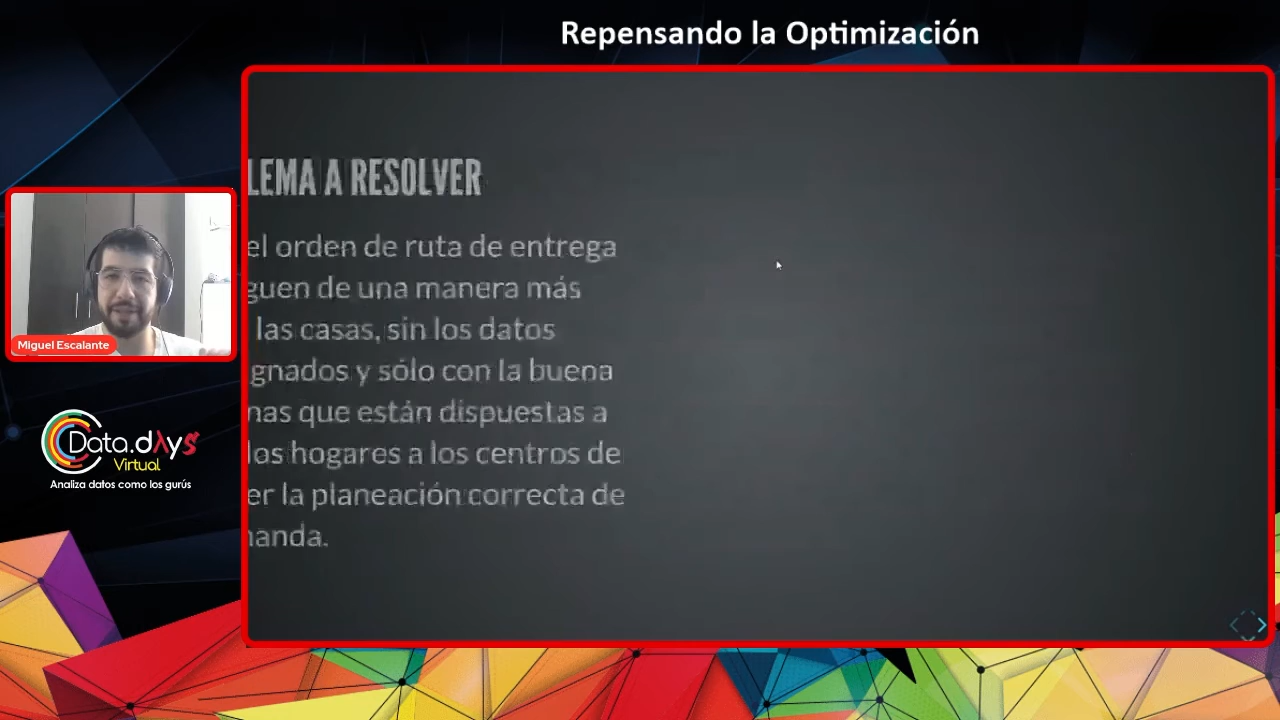 Repensando la Optimización
LEMA A RESOLVER
el orden de ruta de entrega
guen de una manera más
las casas, sin los datos
gnados y sólo con la buena
nas que están dispuestas a
los hogares a los centros de
er la planeación correcta de
anda.
Miguel Escalante
Data.dλys
Virtual
Analiza datos como los gurús